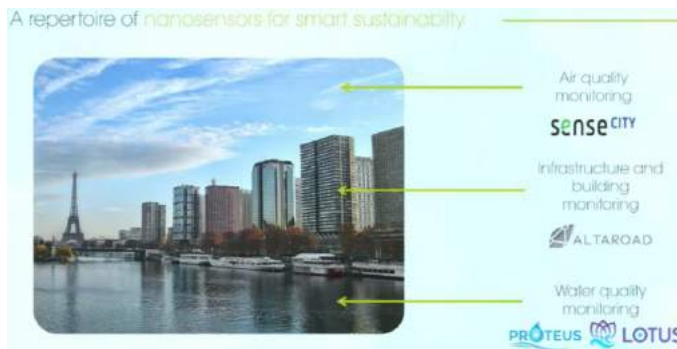 A repertoire of nanosensors for smart sustainabilty
Air quality
monitoring
sense CITY
Infrastructure and
building
monitoring
ALTAROAD
Water quality
monitoring
PROTEUS LOTUS